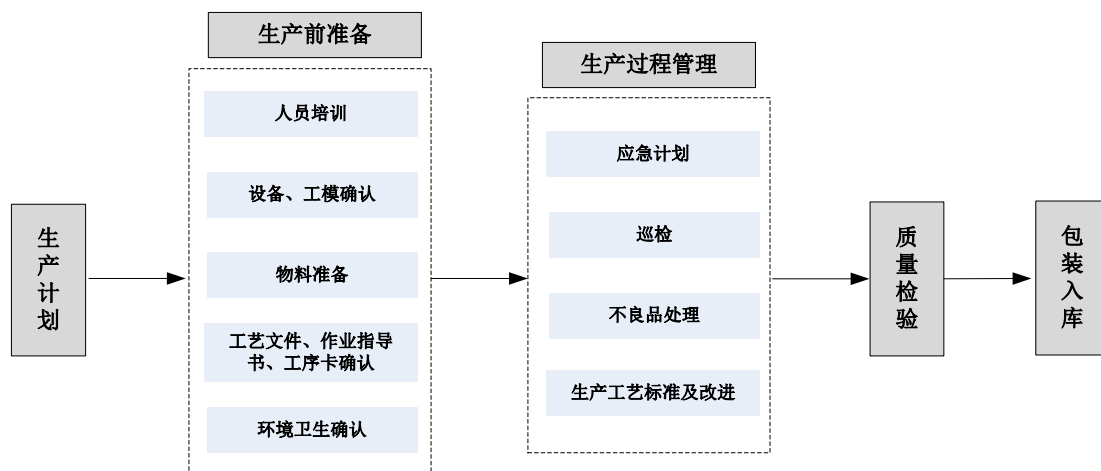 生产计划
生产前准备
人员培训
设备、工模确认
物料准备
工艺文件、作业指导
书、工序卡确认
环境卫生确认
生产过程管理
应急计划
巡检
不良品处理
生产工艺标准及改进
质量检验
包装入库